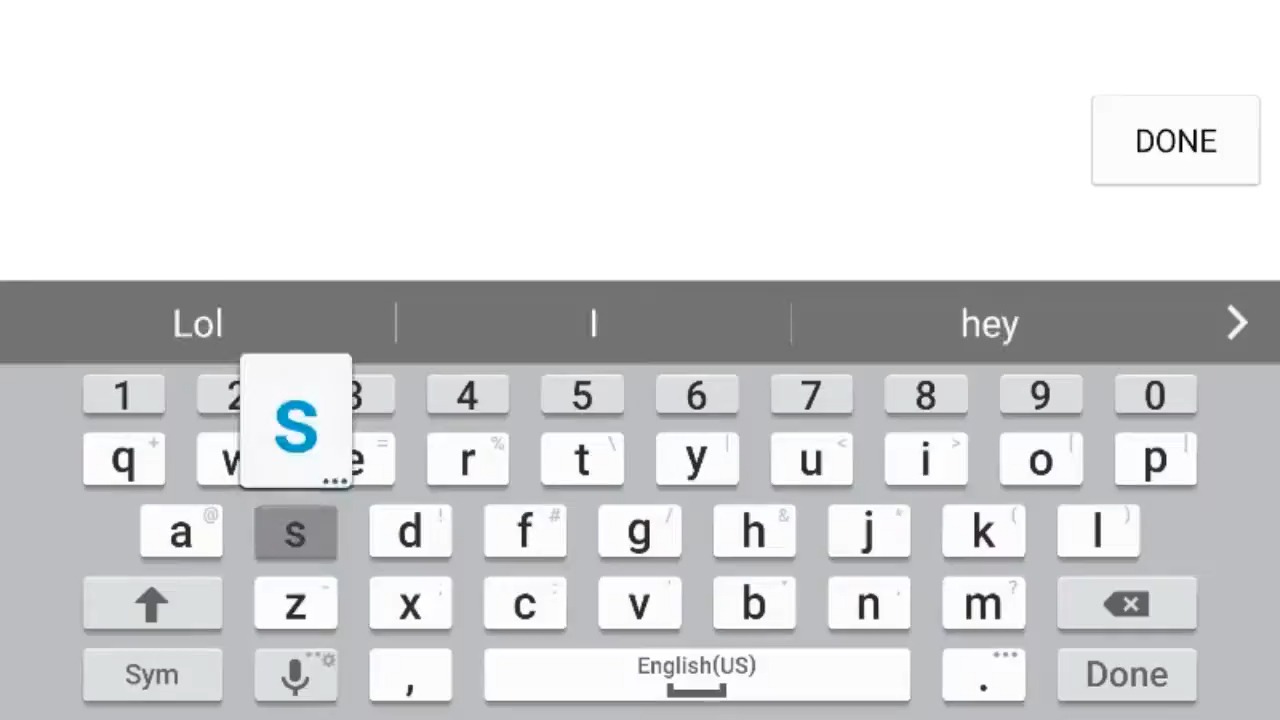 DONE
Lol I hey
1 2 3 4 5 6 7 8 9 0
S
q + w e = r % t \ y | u < i > o [ p ]
a @ s d ! f # g / h & j * k ( l )
z - x c : v ' b " n m ?
Sym , English(US) . Done